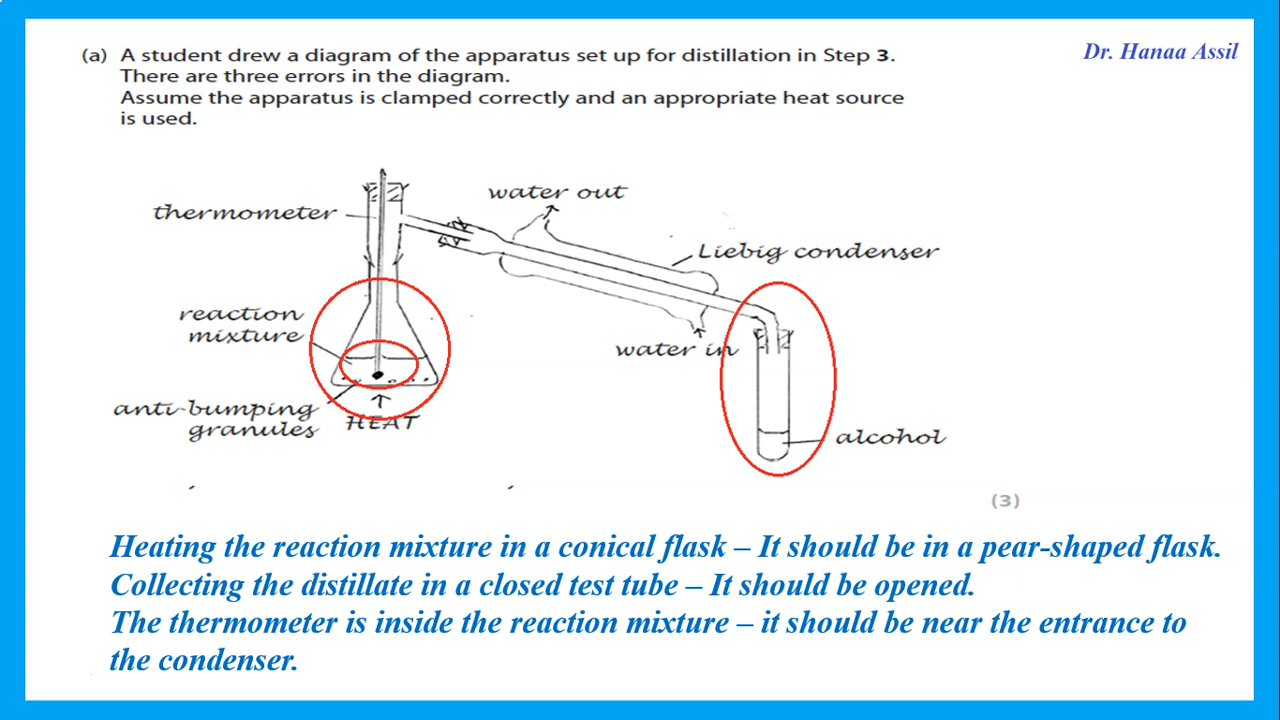 (a) A student drew a diagram of the apparatus set up for distillation in Step 3.
Dr. Hanaa Assil
There are three errors in the diagram.
Assume the apparatus is clamped correctly and an appropriate heat source
is used.
water out
thermometer
Liebig condenser
reaction
mixture
water in
anti-bumping
granules
HEAT
alcohol
(3)
Heating the reaction mixture in a conical flask – It should be in a pear-shaped flask.
Collecting the distillate in a closed test tube – It should be opened.
The thermometer is inside the reaction mixture – it should be near the entrance to
the condenser.